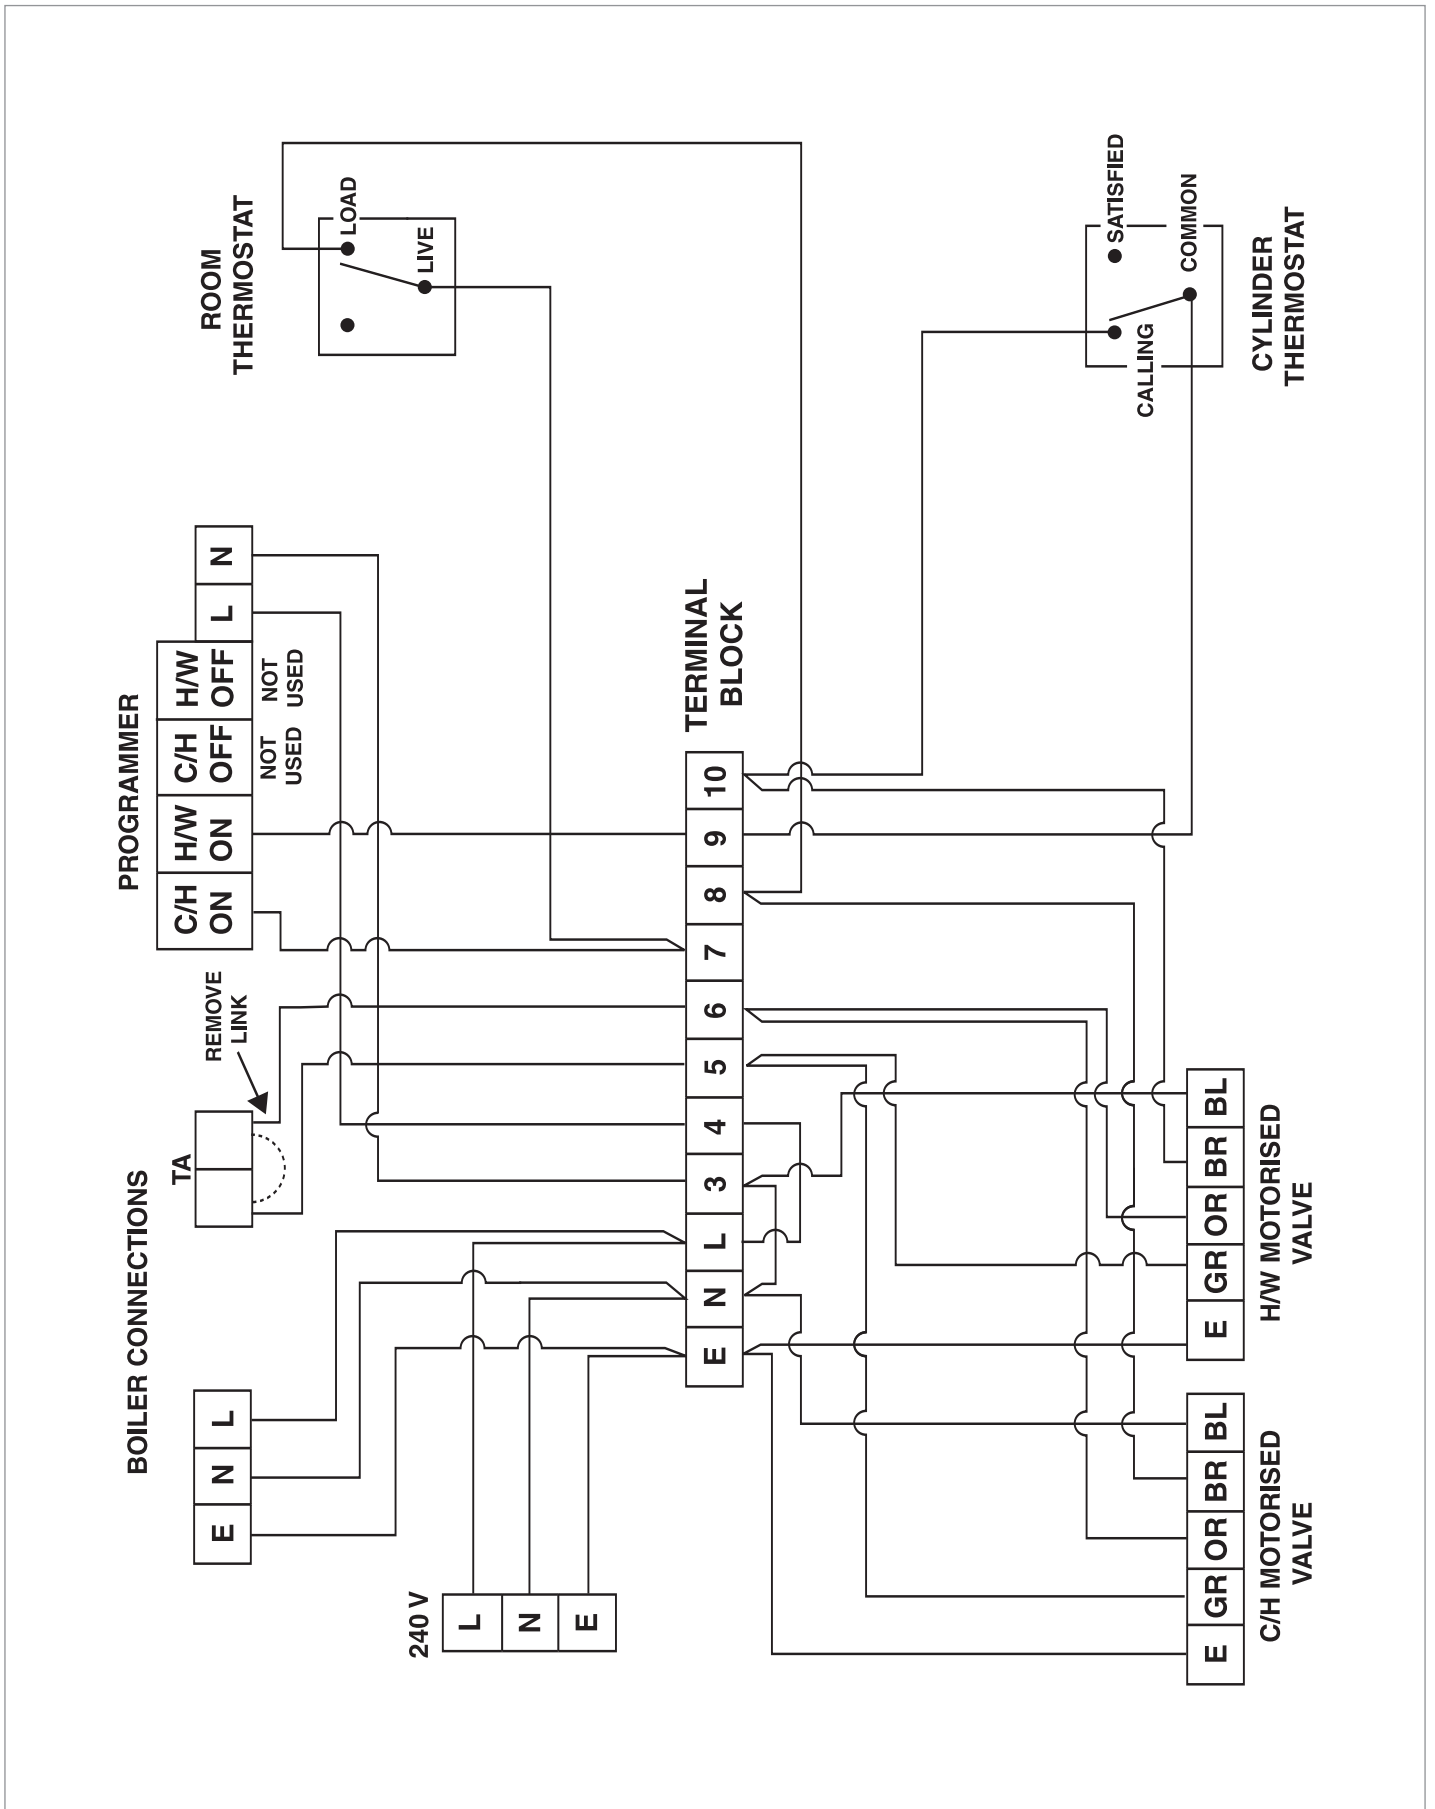 BOILER CONNECTIONS
E
N
L
TA
REMOVE
LINK
PROGRAMMER
C/H
ON
H/W
ON
C/H
OFF
H/W
OFF
L
N
NOT
USED
NOT
USED
ROOM
THERMOSTAT
LOAD
LIVE
240 V
L
N
E
TERMINAL
BLOCK
E
N
L
3
4
5
6
7
8
9
10
CALLING
SATISFIED
COMMON
CYLINDER
THERMOSTAT
E
GR
OR
BR
BL
C/H MOTORISED
VALVE
E
GR
OR
BR
BL
H/W MOTORISED
VALVE